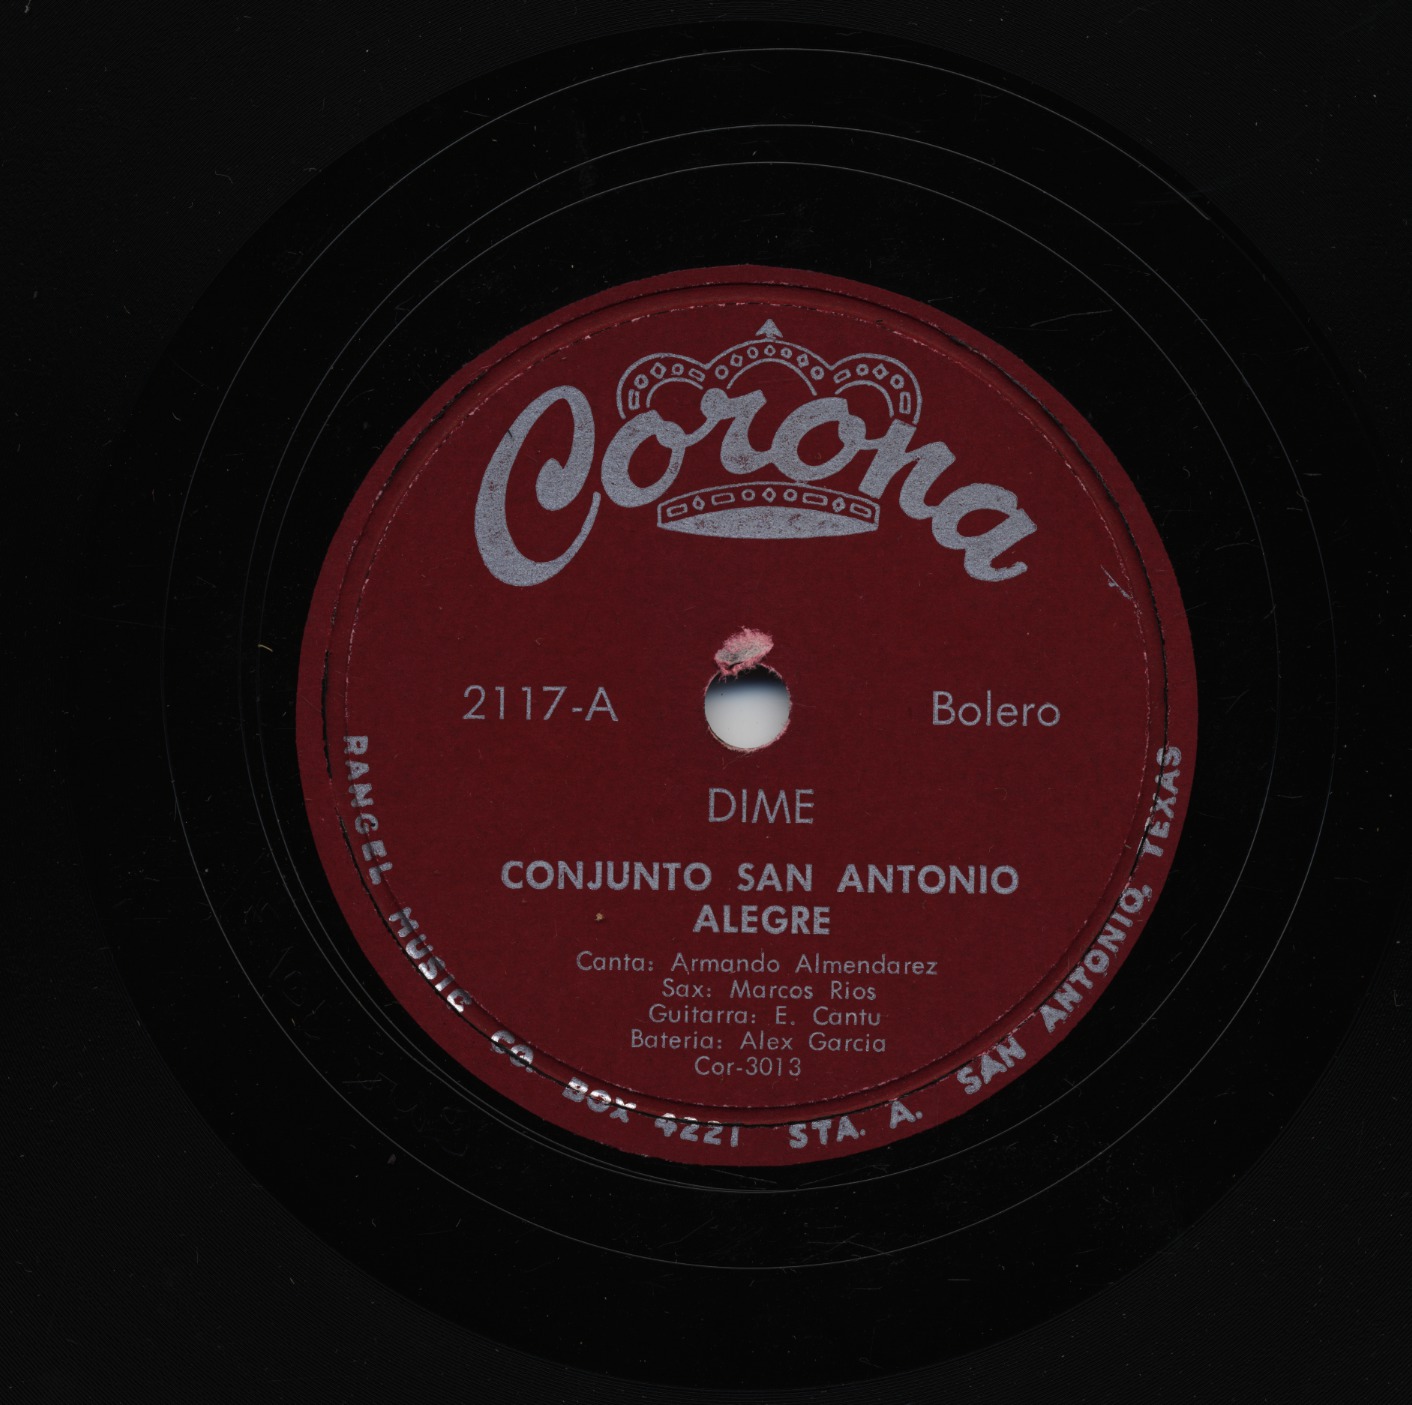 Corona
2117-A
Bolero
DIME
CONJUNTO SAN ANTONIO
ALEGRE
Canta: Armando Almendarez
Sax: Marcos Rios
Guitarra: E. Cantu
Bateria: Alex Garcia
Cor-3013
RANGEL MUSIC CO. BOX 4221 STA. A. SAN ANTONIO, TEXAS